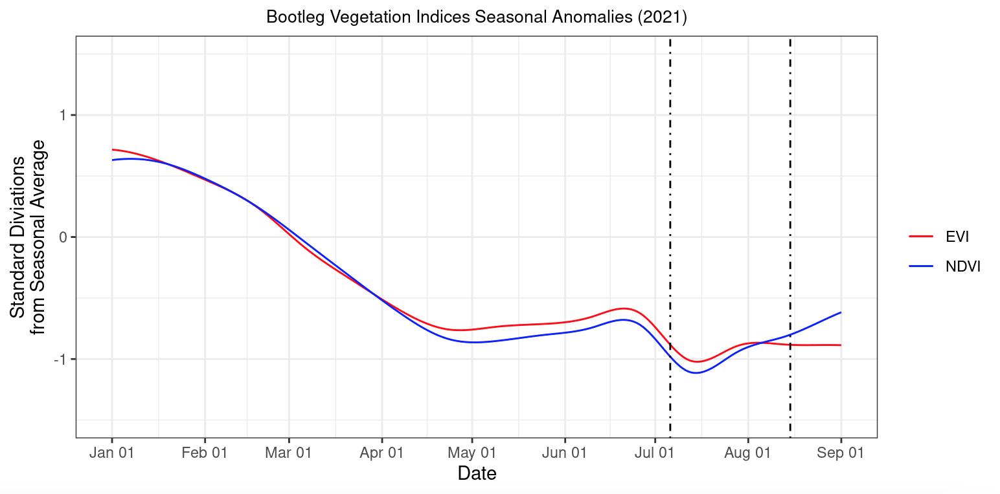 Bootleg Vegetation Indices Seasonal Anomalies (2021)
Standard Diviations
from Seasonal Average
1
0
-1
EVI
NDVI
Jan 01
Feb 01
Mar 01
Apr 01
May 01
Jun 01
Jul 01
Aug 01
Sep 01
Date